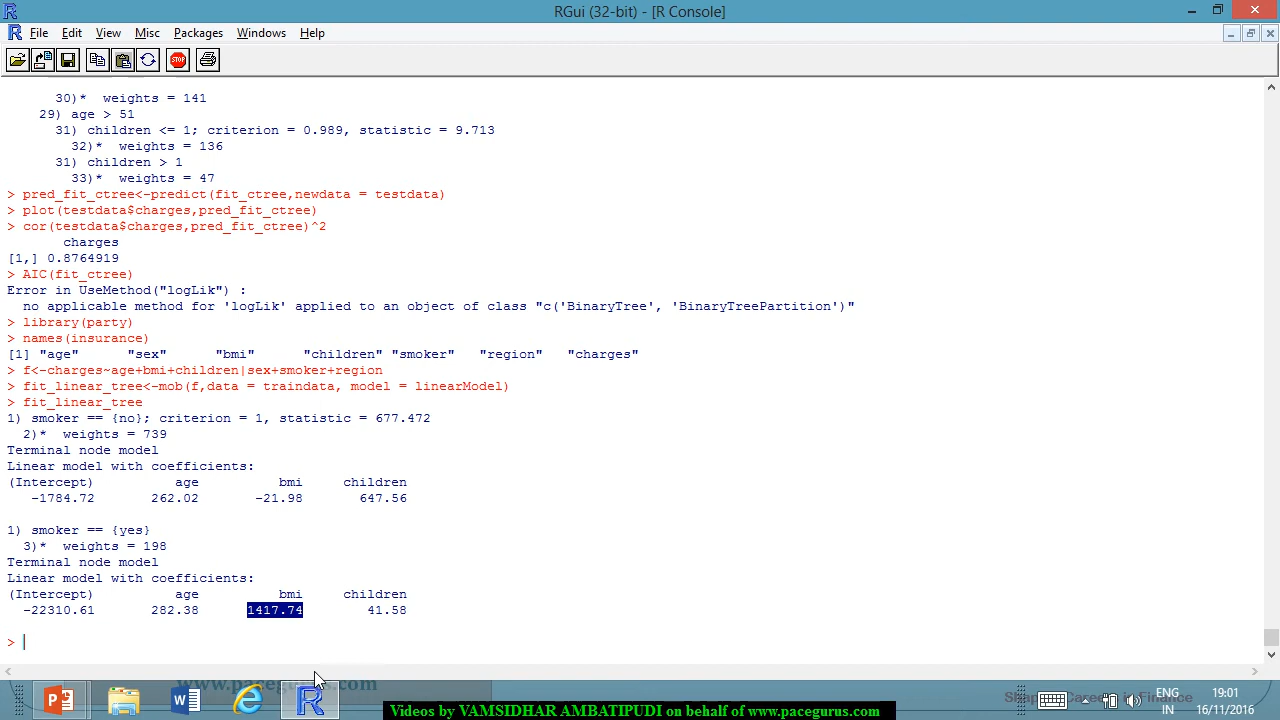 RGui (32-bit) - [R Console]
File Edit View Misc Packages Windows Help
STOP
30)* weights = 141
29) age > 51
31) children <= 1; criterion = 0.989, statistic = 9.713
32)* weights = 136
31) children > 1
33)* weights = 47
> pred_fit_ctree<-predict(fit_ctree,newdata = testdata)
> plot(testdata$charges,pred_fit_ctree)
> cor(testdata$charges,pred_fit_ctree)^2
charges
[1,] 0.8764919
> AIC(fit_ctree)
Error in UseMethod("logLik") :
no applicable method for 'logLik' applied to an object of class "c('BinaryTree', 'BinaryTreePartition')"
> library(party)
> names(insurance)
[1] "age" "sex" "bmi" "children" "smoker" "region" "charges"
> f<-charges~age+bmi+children|sex+smoker+region
> fit_linear_tree<-mob(f,data = traindata, model = linearModel)
> fit_linear_tree
1) smoker == {no}; criterion = 1, statistic = 677.472
2)* weights = 739
Terminal node model
Linear model with coefficients:
(Intercept) age bmi children
-1784.72 262.02 -21.98 647.56
1) smoker == {yes}
3)* weights = 198
Terminal node model
Linear model with coefficients:
(Intercept) age bmi children
-22310.61 282.38 1417.74 41.58
>
www.pacegurus.com
ENG 19:01
IN 16/11/2016
Videos by VAMSIDHAR AMBATIPUDI on behalf of www.pacegurus.com